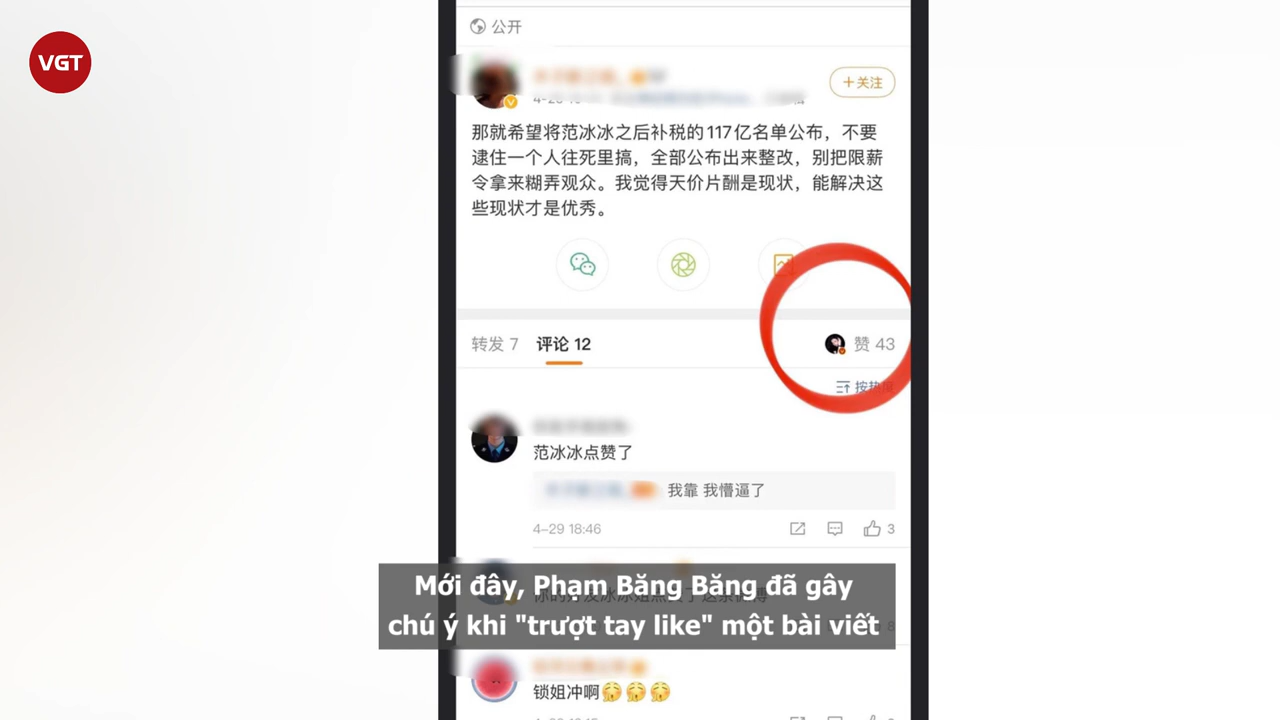 VGT
公开
+关注
那就希望将范冰冰之后补税的117亿名单公布，不要
逮住一个人往死里搞，全部公布出来整改，别把限薪
令拿来糊弄观众。我觉得天价片酬是现状，能解决这
些现状才是优秀。
转发 7 评论 12 赞 43
按热度
范冰冰点赞了
我靠 我懵逼了
4-29 18:46 3
Mới đây, Phạm Băng Băng đã gây
chú ý khi "trượt tay like" một bài viết
8
锁姐冲啊